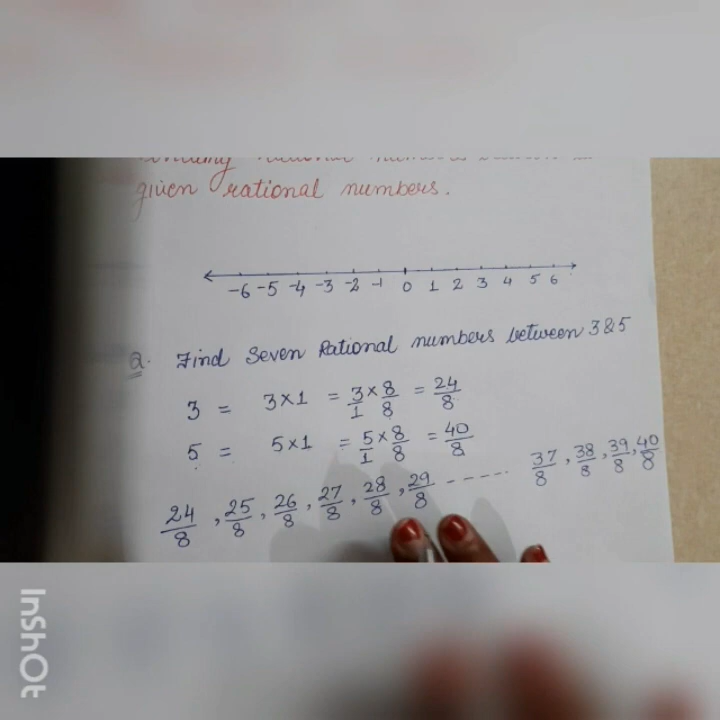 given rational numbers.
-6 -5 -4 -3 -2 -1 0 1 2 3 4 5 6
Q. Find Seven Rational numbers between 3 & 5
3 = 3×1 = 3/1 × 8/8 = 24/8
5 = 5×1 = 5/1 × 8/8 = 40/8
24/8, 25/8, 26/8, 27/8, 28/8, 29/8 ----- 37/8, 38/8, 39/8, 40/8
InShOt